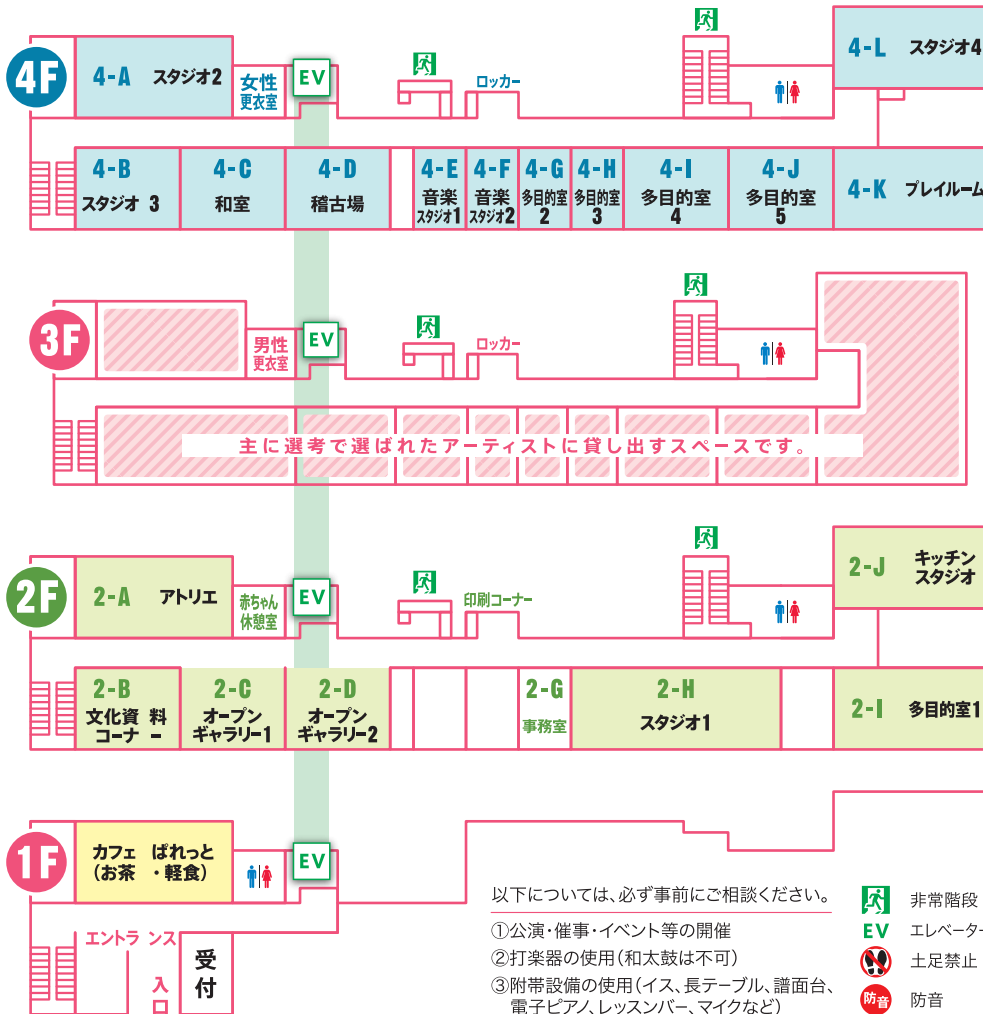 4F
4-A スタジオ2
女性
更衣室
EV
ロッカー
4-L スタジオ4
4-B
スタジオ 3
4-C
和室
4-D
稽古場
4-E
音楽
スタジオ1
4-F
音楽
スタジオ2
4-G
多目的室
2
4-H
多目的室
3
4-I
多目的室
4
4-J
多目的室
5
4-K プレイルーム
3F
男性
更衣室
EV
ロッカー
主に選考で選ばれたアーティストに貸し出すスペースです。
2F
2-A アトリエ
赤ちゃん
休憩室
EV
印刷コーナー
2-J キッチン
スタジオ
2-B
文化資 料
コーナ ー
2-C
オープン
ギャラリー1
2-D
オープン
ギャラリー2
2-G
事務室
2-H
スタジオ1
2-I 多目的室1
1F
カフェ ぱれっと
(お茶 ・軽食)
EV
エントラ ンス
入口
受付
以下については、必ず事前にご相談ください。
①公演・催事・イベント等の開催
②打楽器の使用(和太鼓は不可)
③附帯設備の使用(イス、長テーブル、譜面台、
電子ピアノ、レッスンバー、マイクなど)
非常階段
EV エレベーター
土足禁止
防音 防音